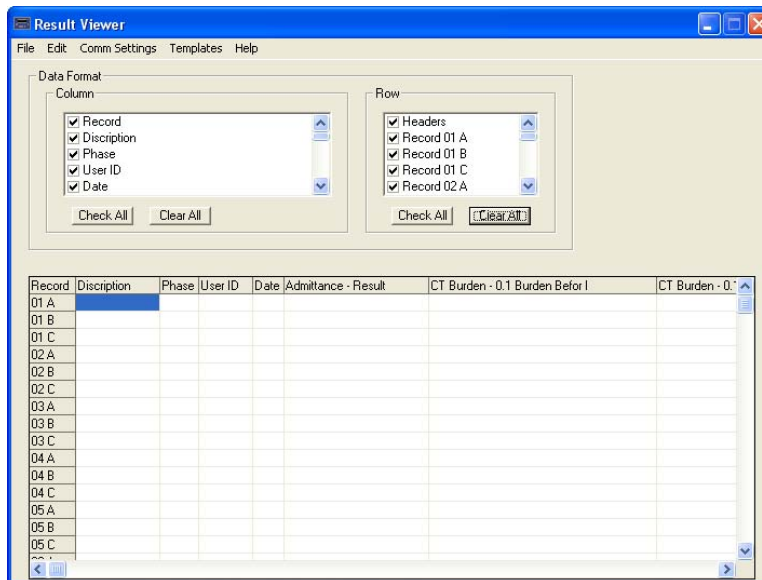 Result Viewer
File Edit Comm Settings Templates Help
Data Format
Column
Record
Discription
Phase
User ID
Date
Check All Clear All
Row
Headers
Record 01 A
Record 01 B
Record 01 C
Record 02 A
Check All Clear All
Record Discription Phase User ID Date Admittance - Result CT Burden - 0.1 Burden Befor I CT Burden - 0.
01 A
01 B
01 C
02 A
02 B
02 C
03 A
03 B
03 C
04 A
04 B
04 C
05 A
05 B
05 C